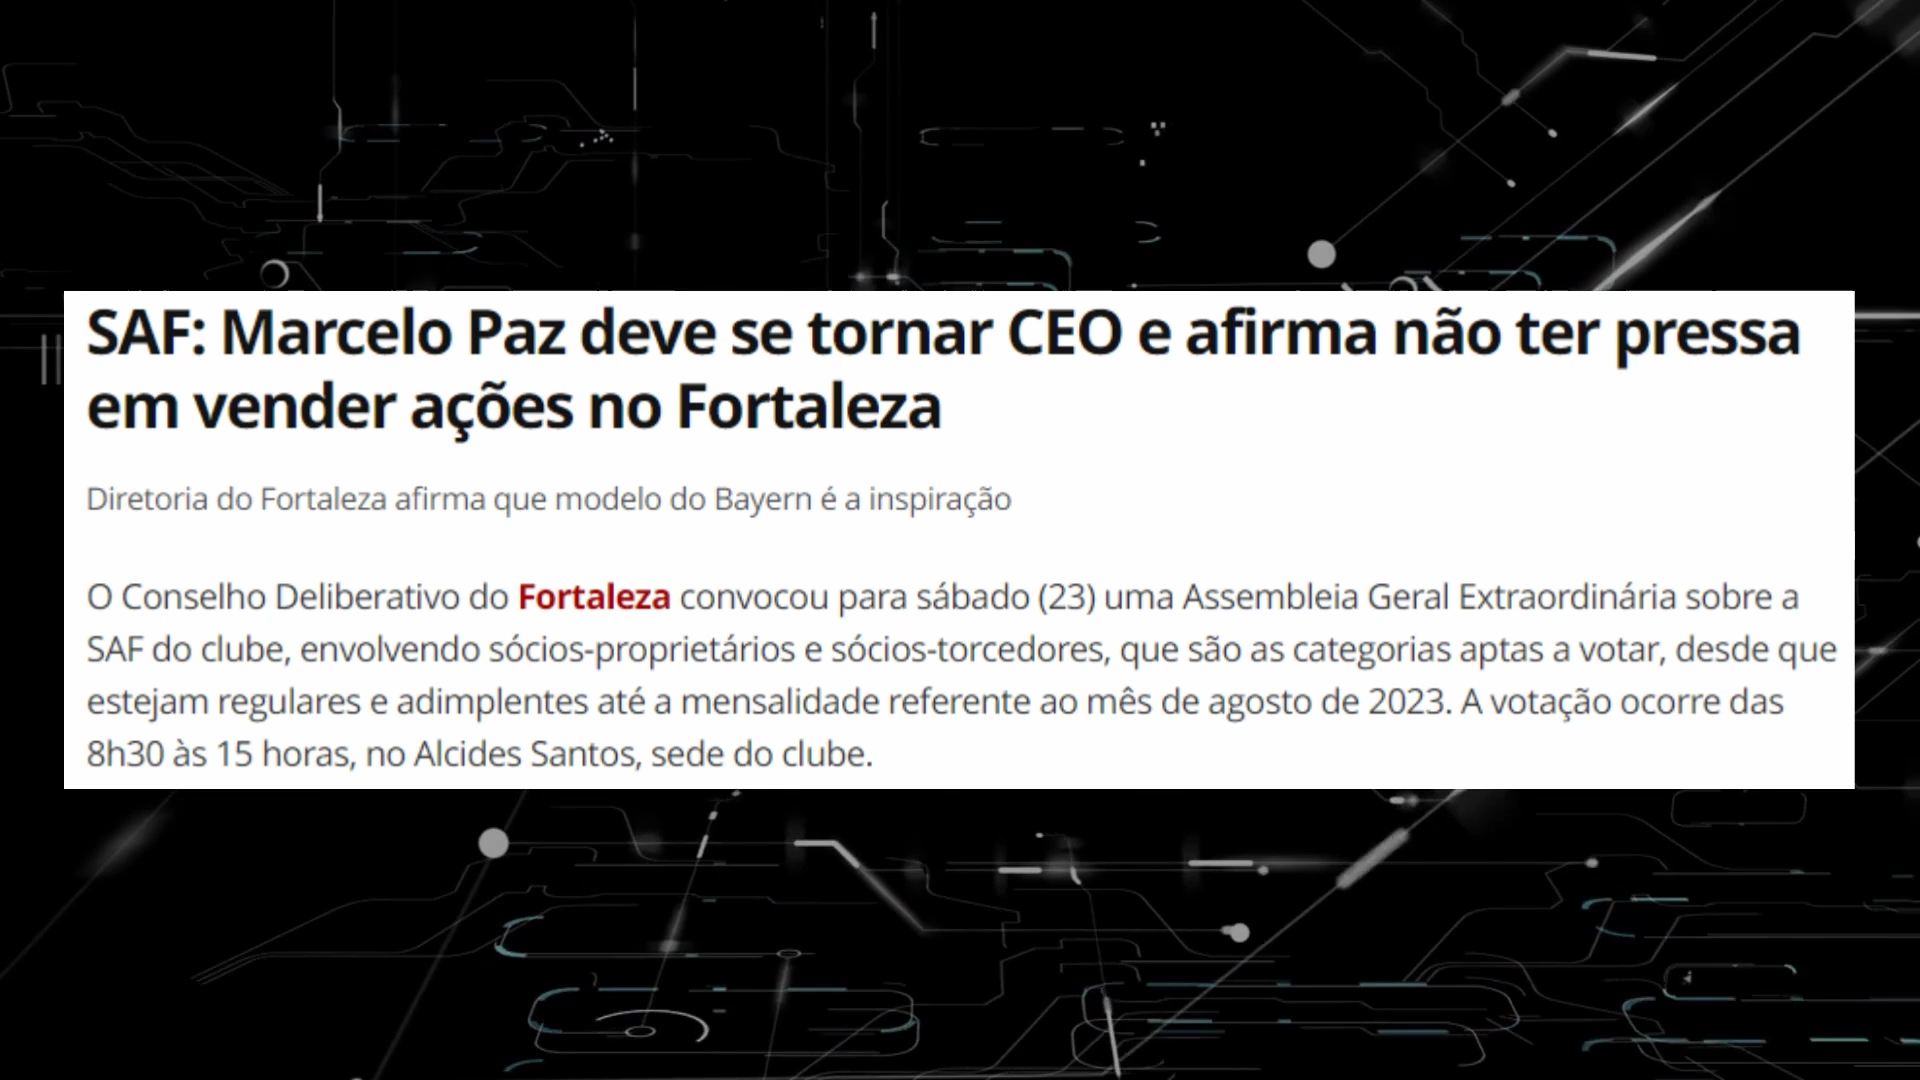 SAF: Marcelo Paz deve se tornar CEO e afirma não ter pressa
em vender ações no Fortaleza
Diretoria do Fortaleza afirma que modelo do Bayern é a inspiração
O Conselho Deliberativo do Fortaleza convocou para sábado (23) uma Assembleia Geral Extraordinária sobre a
SAF do clube, envolvendo sócios-proprietários e sócios-torcedores, que são as categorias aptas a votar, desde que
estejam regulares e adimplentes até a mensalidade referente ao mês de agosto de 2023. A votação ocorre das
8h30 às 15 horas, no Alcides Santos, sede do clube.